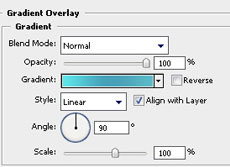 Gradient Overlay
Gradient
Blend Mode: Normal
Opacity: 100 %
Gradient: Reverse
Style: Linear Align with Layer
Angle: 90 °
Scale: 100 %